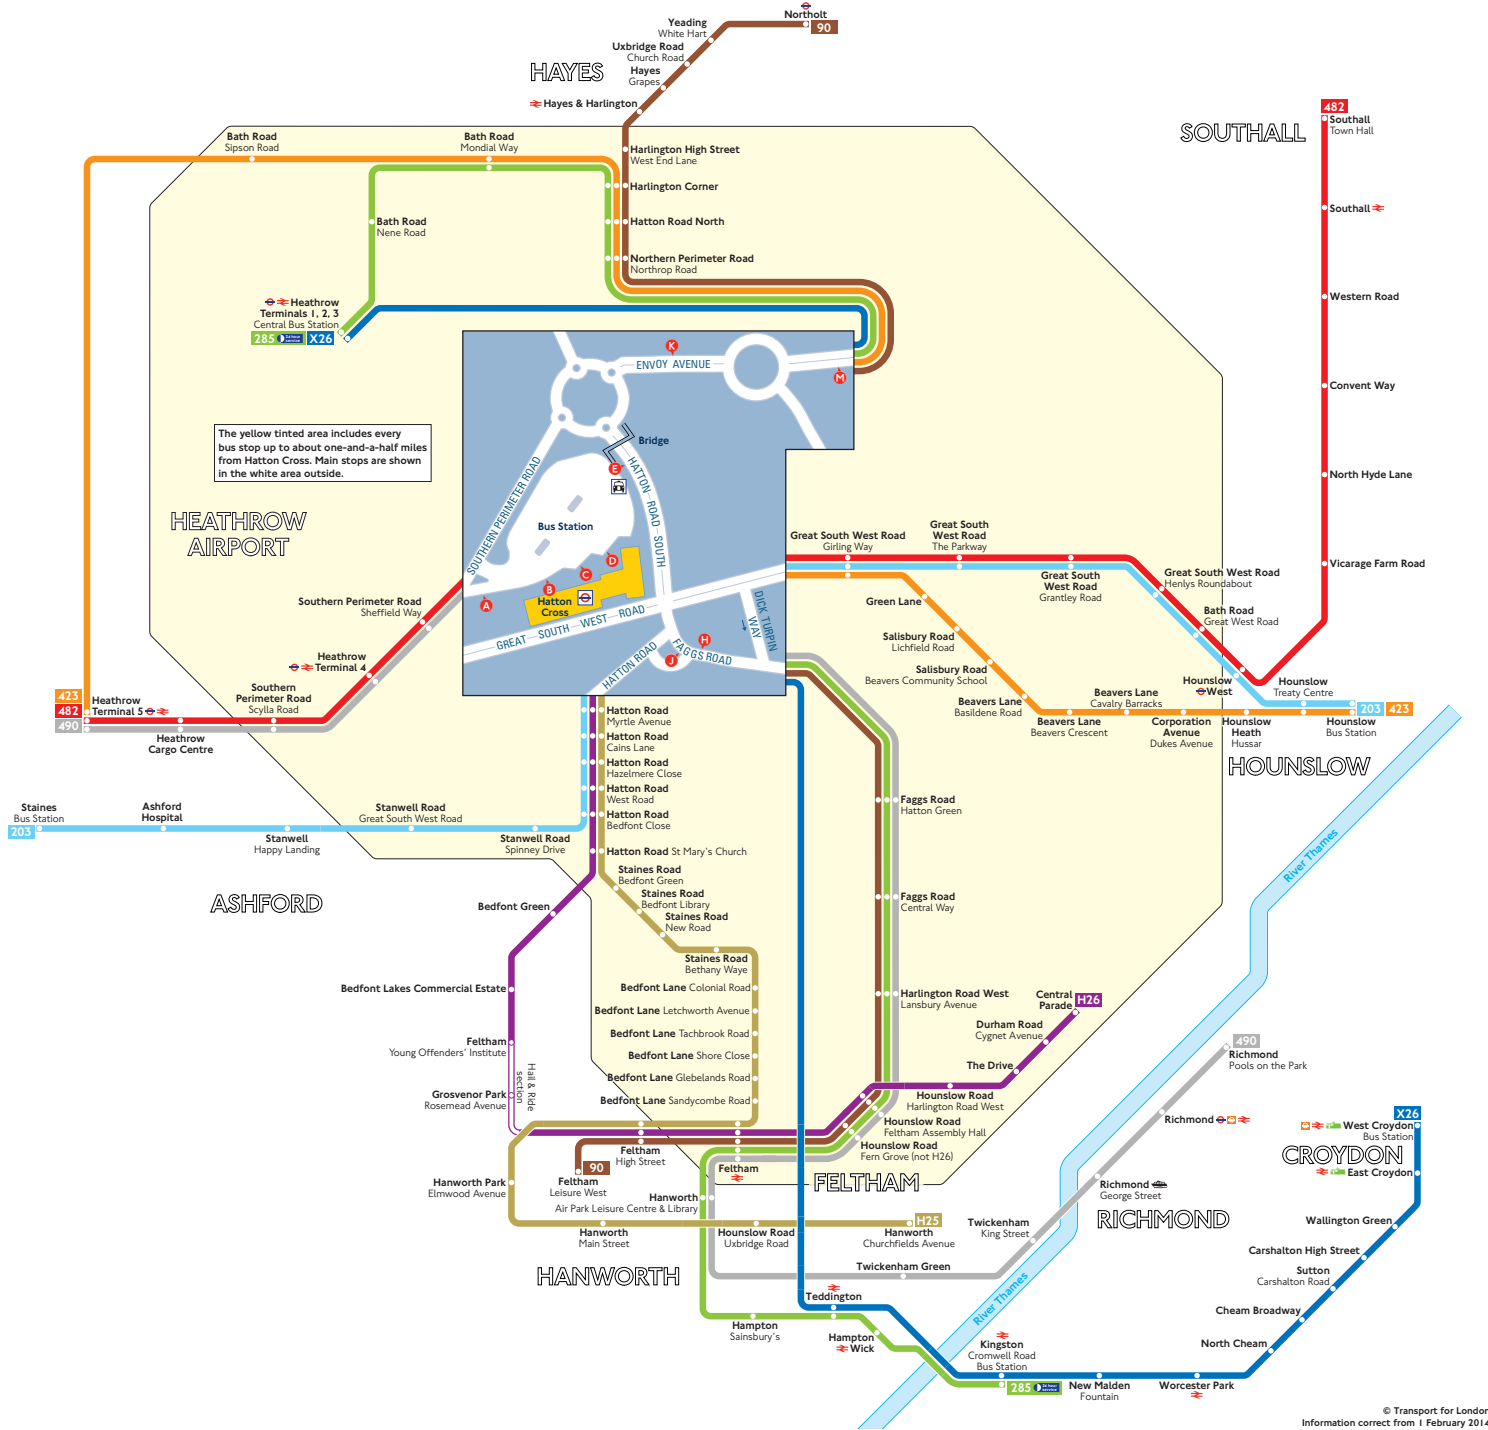 Northolt
90
Yeading
White Hart
Uxbridge Road
Church Road
Hayes
Grapes
HAYES
Hayes & Harlington
482
Southall
Town Hall
SOUTHALL
Bath Road
Sipson Road
Bath Road
Mondial Way
Harlington High Street
West End Lane
Harlington Corner
Bath Road
Nene Road
Hatton Road North
Southall
Northern Perimeter Road
Northrop Road
Heathrow
Terminals 1, 2, 3
Central Bus Station
285
24 hour
service
X26
Western Road
K
ENVOY AVENUE
M
Convent Way
The yellow tinted area includes every
bus stop up to about one-and-a-half miles
from Hatton Cross. Main stops are shown
in the white area outside.
Bridge
E
HATTON ROAD SOUTH
SOUTHERN PERIMETER ROAD
North Hyde Lane
HEATHROW
AIRPORT
Bus Station
D
C
B
A
Hatton
Cross
GREAT SOUTH WEST ROAD
DICK TURPIN
WAY
H
J
FAGGS ROAD
HATTON ROAD
Great South West Road
Girling Way
Great South
West Road
The Parkway
Great South
West Road
Grantley Road
Great South West Road
Henlys Roundabout
Vicarage Farm Road
Bath Road
Great West Road
Southern Perimeter Road
Sheffield Way
Green Lane
Salisbury Road
Lichfield Road
Salisbury Road
Beavers Community School
Heathrow
Terminal 4
Southern
Perimeter Road
Scylla Road
423
482
490
Heathrow
Terminal 5
Heathrow
Cargo Centre
Beavers Lane
Basildene Road
Beavers Lane
Beavers Crescent
Beavers Lane
Cavalry Barracks
Corporation
Avenue
Dukes Avenue
Hounslow
West
Hounslow
Treaty Centre
Hounslow
Heath
Hussar
203
423
Hounslow
Bus Station
HOUNSLOW
Hatton Road
Myrtle Avenue
Hatton Road
Cains Lane
Hatton Road
Hazelmere Close
Hatton Road
West Road
Hatton Road
Bedfont Close
Hatton Road St Mary's Church
Staines
Bus Station
203
Ashford
Hospital
Stanwell
Happy Landing
Stanwell Road
Great South West Road
Stanwell Road
Spinney Drive
Faggs Road
Hatton Green
River Thames
ASHFORD
Staines Road
Bedfont Green
Staines Road
Bedfont Library
Staines Road
New Road
Staines Road
Bethany Waye
Bedfont Green
Faggs Road
Central Way
Bedfont Lakes Commercial Estate
Bedfont Lane Colonial Road
Bedfont Lane Letchworth Avenue
Bedfont Lane Tachbrook Road
Bedfont Lane Shore Close
Bedfont Lane Glebelands Road
Bedfont Lane Sandycombe Road
Harlington Road West
Lansbury Avenue
Central
Parade
H26
Durham Road
Cygnet Avenue
The Drive
Feltham
Young Offenders' Institute
Hail & Ride
section
Grosvenor Park
Rosemead Avenue
Hounslow Road
Harlington Road West
Hounslow Road
Feltham Assembly Hall
Hounslow Road
Fern Grove (not H26)
490
Richmond
Pools on the Park
Richmond
X26
West Croydon
Bus Station
CROYDON
East Croydon
Feltham
High Street
90
Feltham
Leisure West
Feltham
FELTHAM
Hanworth Park
Elmwood Avenue
Hanworth
Air Park Leisure Centre & Library
Richmond
George Street
RICHMOND
H25
Hanworth
Main Street
Hounslow Road
Uxbridge Road
Hanworth
Churchfields Avenue
Twickenham
King Street
Wallington Green
Carshalton High Street
Sutton
Carshalton Road
HANWORTH
Twickenham Green
River Thames
Teddington
Cheam Broadway
Hampton
Sainsbury's
Hampton
Wick
Kingston
Cromwell Road
Bus Station
North Cheam
285
24 hour
service
New Malden
Fountain
Worcester Park
© Transport for London
Information correct from 1 February 2014